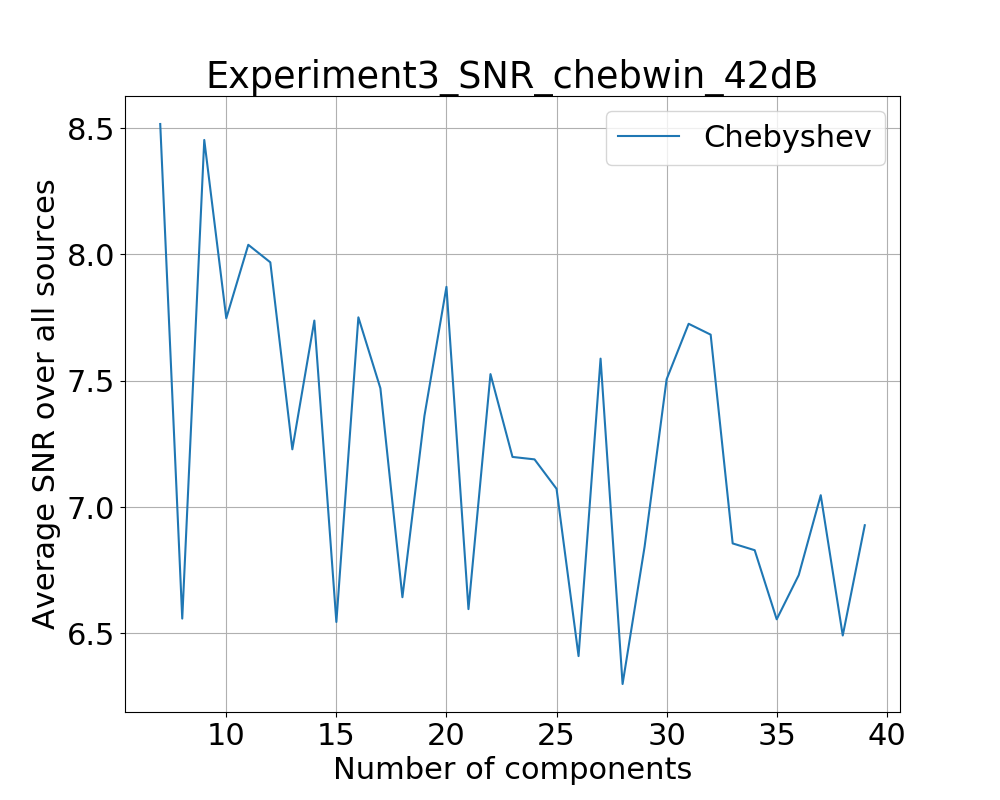 Experiment3_SNR_chebwin_42dB
Chebyshev
Average SNR over all sources
8.5
8.0
7.5
7.0
6.5
10 15 20 25 30 35 40
Number of components